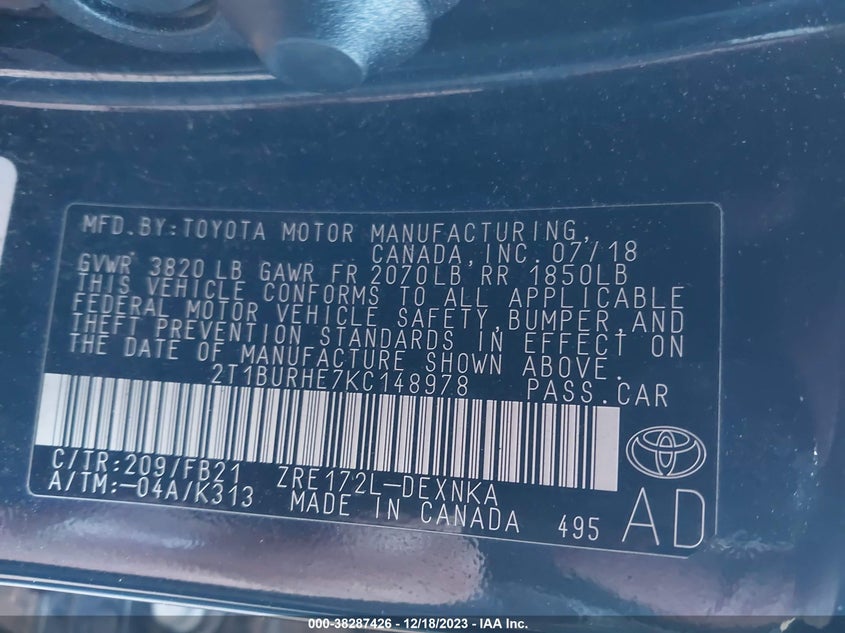 MFD.BY:TOYOTA MOTOR MANUFACTURING,
CANADA,INC. 07/18
GVWR 3820 LB GAWR FR 2070LB RR 1850LB
THIS VEHICLE CONFORMS TO ALL APPLICABLE
FEDERAL MOTOR VEHICLE SAFETY,BUMPER,AND
THEFT PREVENTION STANDARDS IN EFFECT ON
THE DATE OF MANUFACTURE SHOWN ABOVE.
2T1BURHE7KC148978 PASS.CAR
C/TR:209/FB21 ZRE172L-DEXNKA
A/TM:-04A/K313 MADE IN CANADA 495 AD
000-38287426 - 12/18/2023 - IAA Inc.